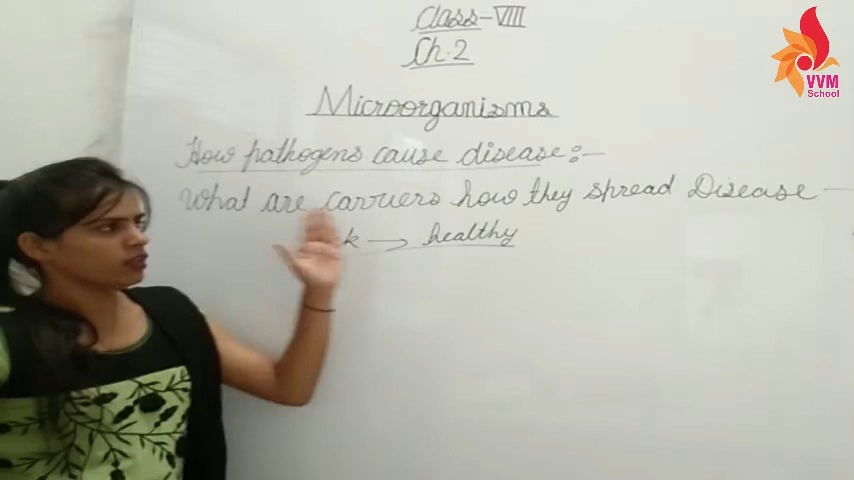 Class-VIII
Ch.2
Microorganisms
How pathogens cause disease:-
What are carriers how they spread Disease -
→ healthy
VVM
School